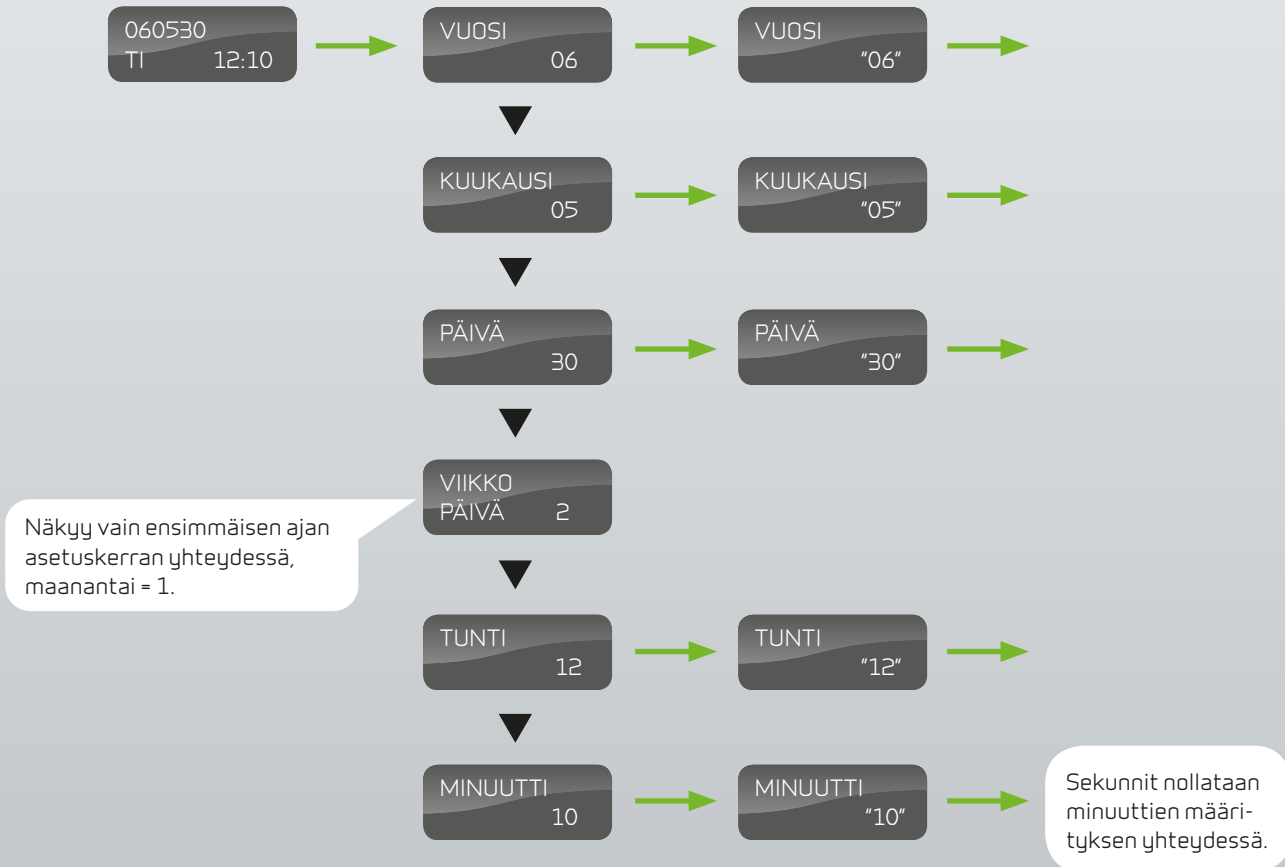 060530
TI 12:10
VUOSI
06
VUOSI
"06"
KUUKAUSI
05
KUUKAUSI
"05"
PÄIVÄ
30
PÄIVÄ
"30"
VIIKKO
PÄIVÄ 2
Näkyy vain ensimmäisen ajan
asetuskerran yhteydessä,
maanantai = 1.
TUNTI
12
TUNTI
"12"
MINUUTTI
10
MINUUTTI
"10"
Sekunnit nollataan
minuuttien määri-
tyksen yhteydessä.